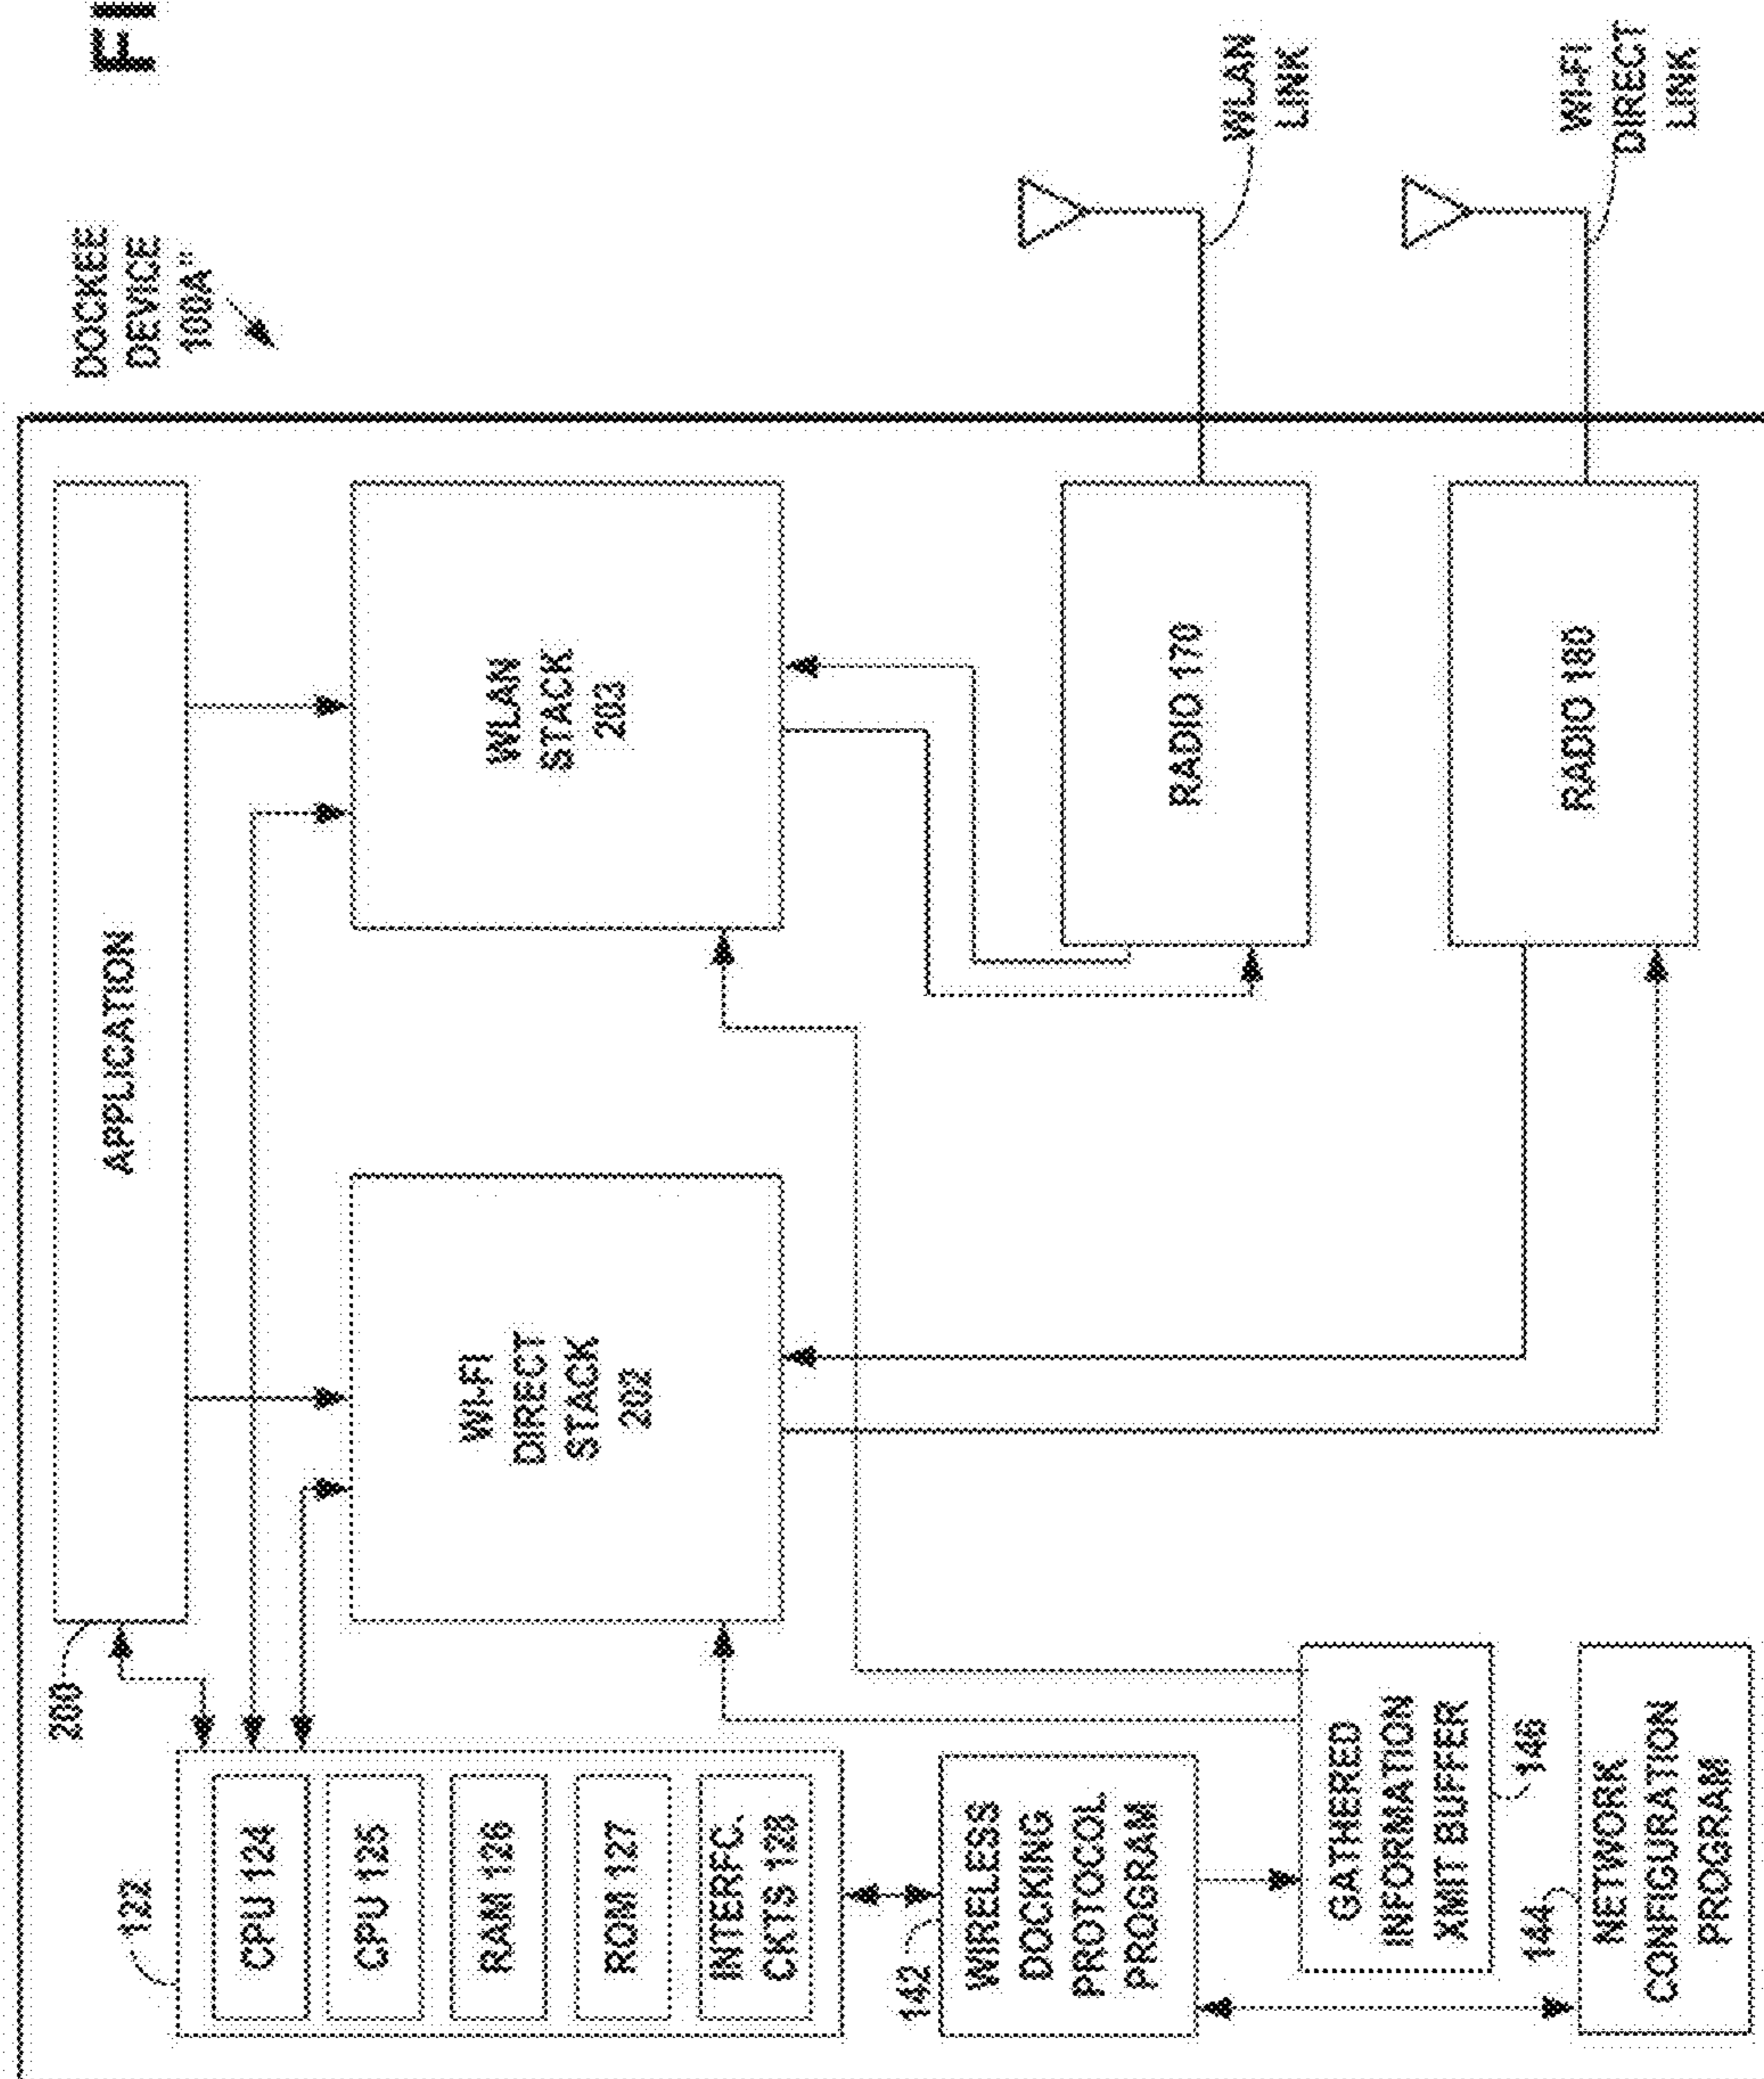 FI
DOCKEE
DEVICE
100A"
200
APPLICATION
122
CPU 124
CPU 125
RAM 126
ROM 127
INTERFC.
CKTS 128
WI-FI
DIRECT
STACK
202
WLAN
STACK
203
142
WIRELESS
DOCKING
PROTOCOL
PROGRAM
RADIO 170
WLAN
LINK
GATHERED
INFORMATION
XMIT BUFFER
146
RADIO 180
WI-FI
DIRECT
LINK
144
NETWORK
CONFIGURATION
PROGRAM